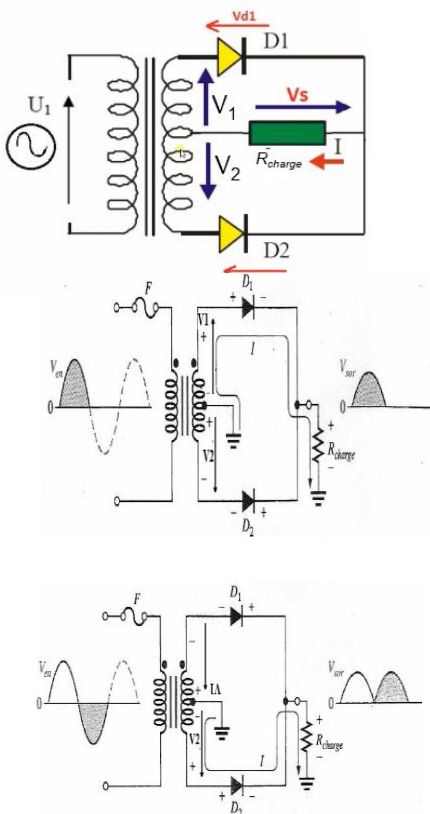 Vd1
D1
U1
V1
Vs
V2
I
Rcharge
D2
F
D1
+ -
V1
+
I
Ven
0
Vsor
0
+
V2
-
+
Rcharge
-
- +
D2
F
D1
- +
-
Ven
0
Vsor
0
+
-
V2
+
I
+
Rcharge
-
+ -
D2